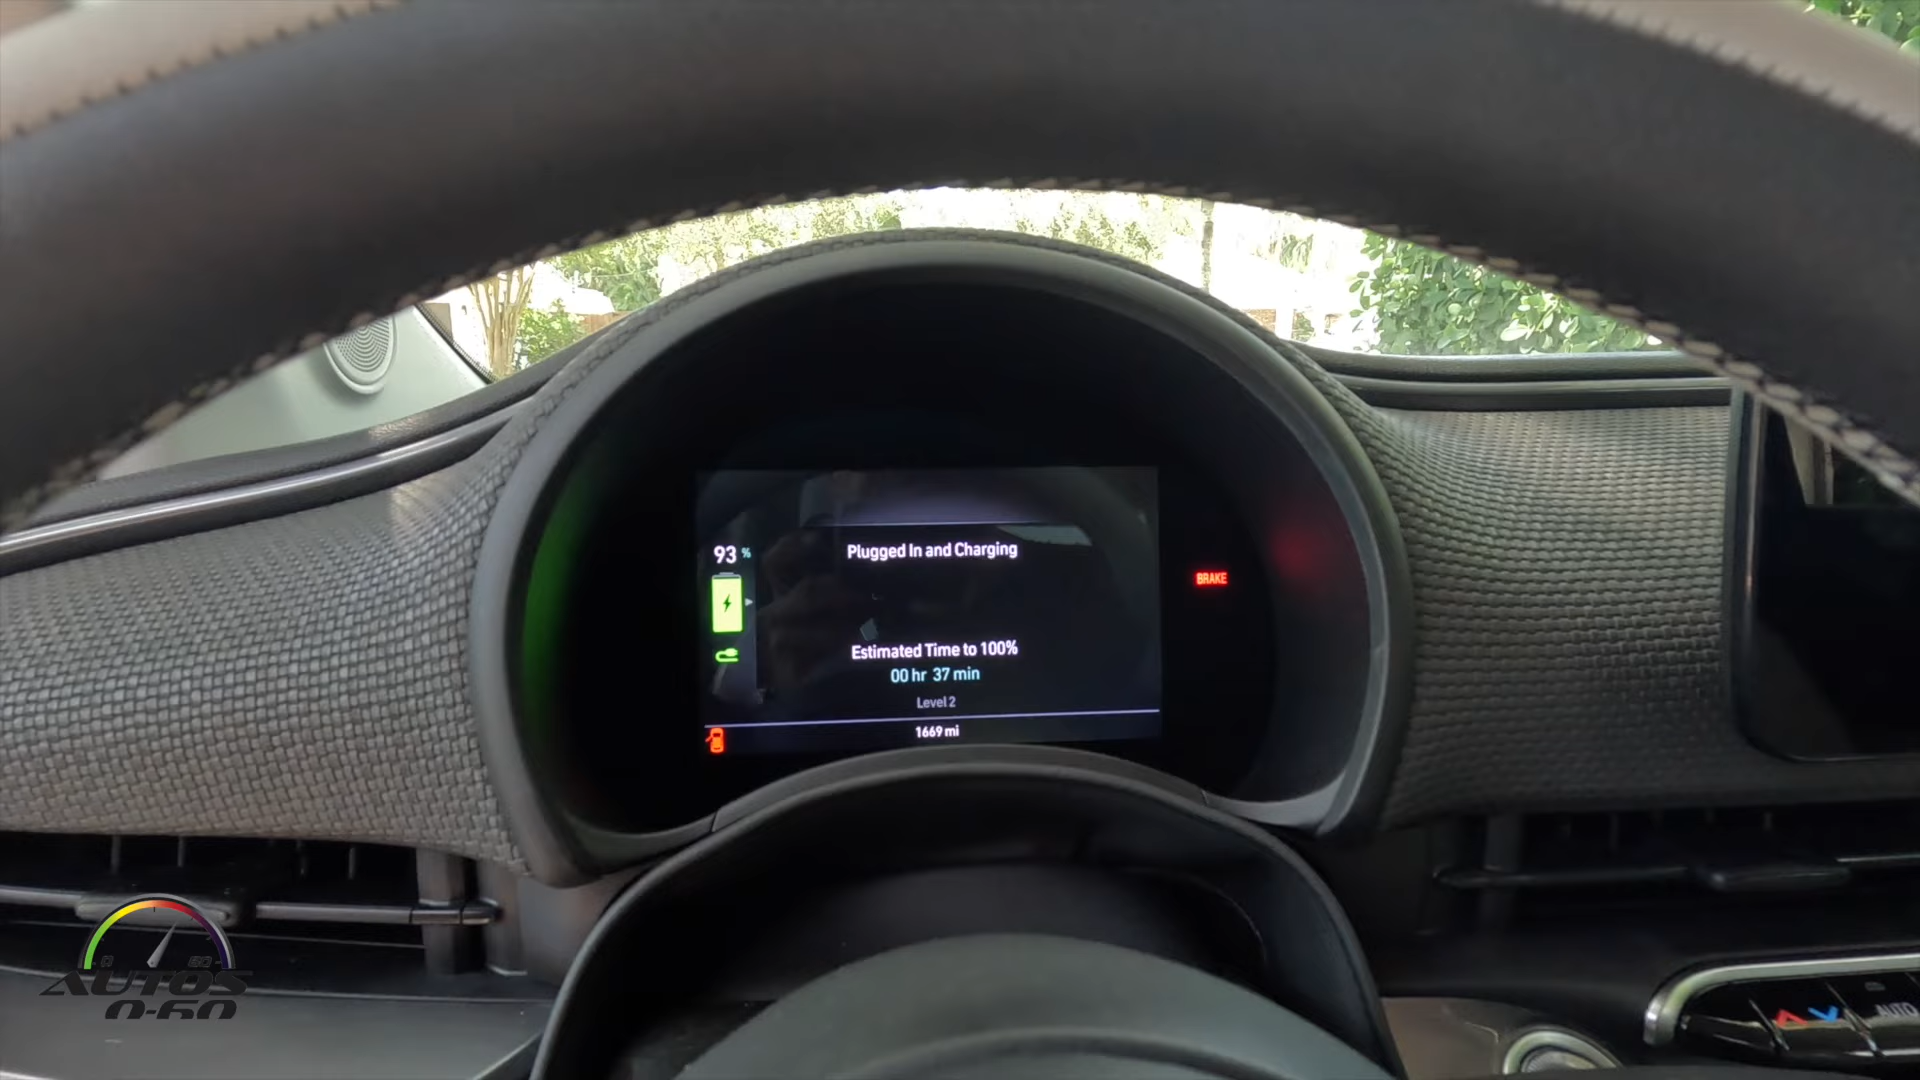 93 %
Plugged In and Charging
Estimated Time to 100%
00 hr 37 min
Level 2
1669 mi
BRAKE
AUTO
AUTOS
0-60